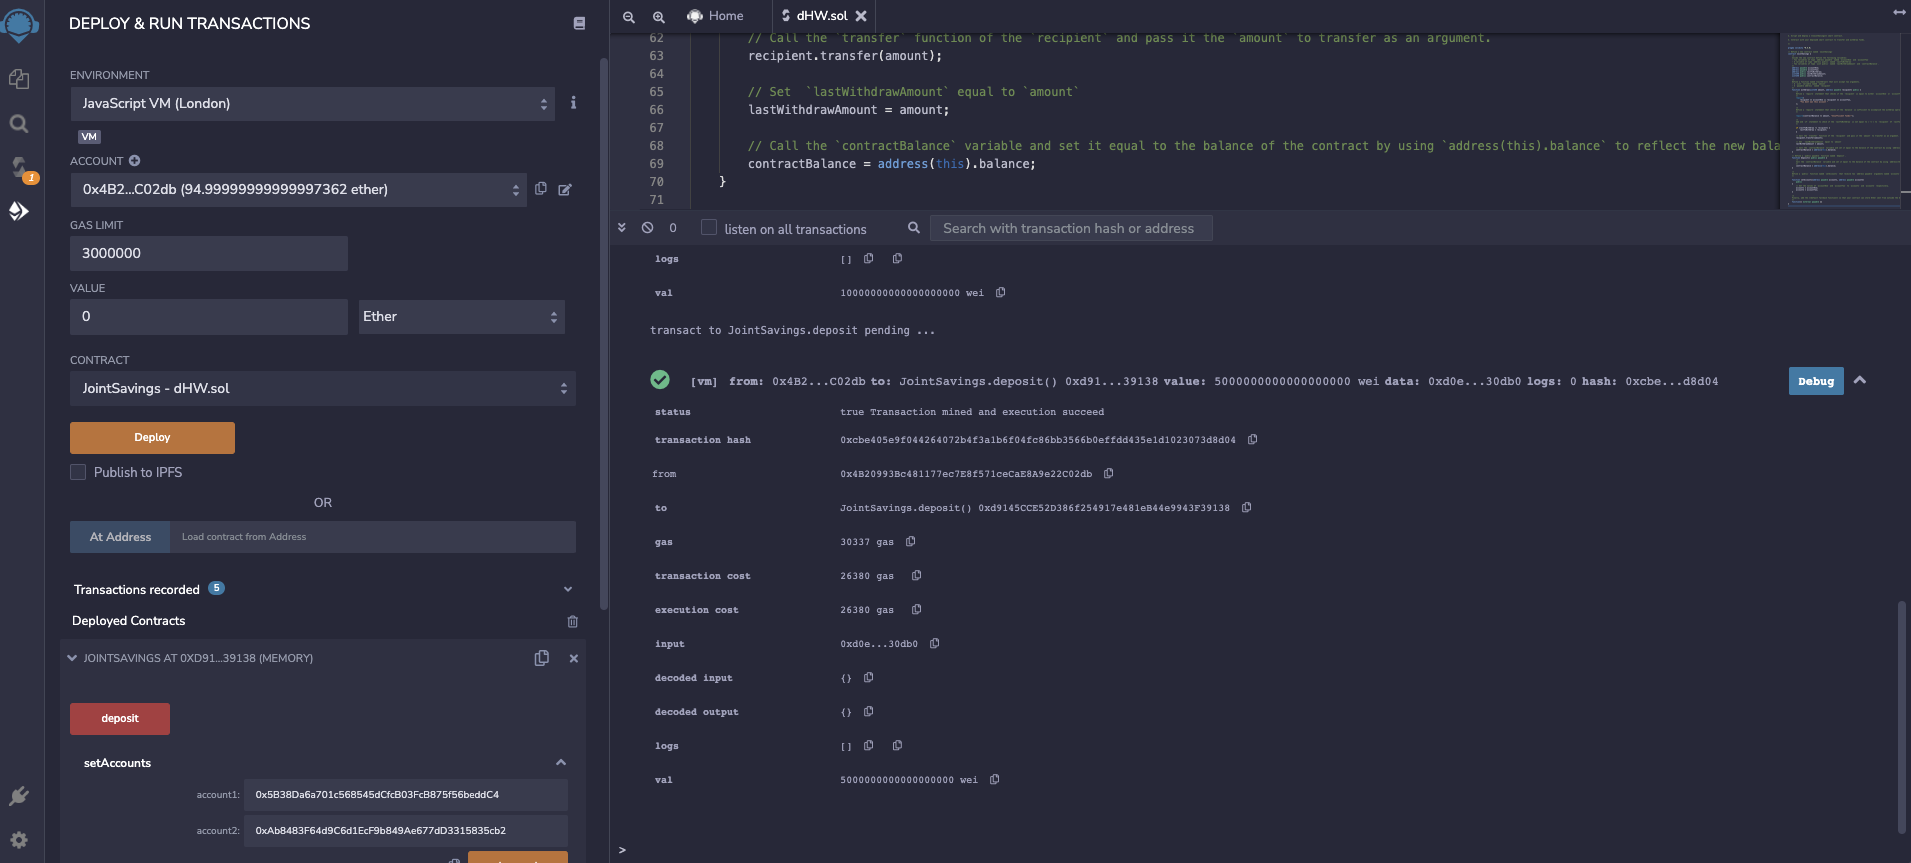 DEPLOY & RUN TRANSACTIONS
ENVIRONMENT
JavaScript VM (London)
VM
ACCOUNT
0x4B2...C02db (94.99999999999997362 ether)
1
GAS LIMIT
3000000
VALUE
0
Ether
CONTRACT
JointSavings - dHW.sol
Deploy
Publish to IPFS
OR
At Address
Load contract from Address
Transactions recorded 5
Deployed Contracts
JOINTSAVINGS AT 0XD91...39138 (MEMORY)
deposit
setAccounts
account1: 0x5B38Da6a701c568545dCfcB03FcB875f56beddC4
account2: 0xAb8483F64d9C6d1EcF9b849Ae677dD3315835cb2
Home
dHW.sol
62 // Call the `transfer` function of the `recipient` and pass it the `amount` to transfer as an argument.
63 recipient.transfer(amount);
64
65 // Set  `lastWithdrawAmount` equal to `amount`
66 lastWithdrawAmount = amount;
67
68 // Call the `contractBalance` variable and set it equal to the balance of the contract by using `address(this).balance` to reflect the new bala
69 contractBalance = address(this).balance;
70 }
71
0 listen on all transactions Search with transaction hash or address
logs []
val 10000000000000000000 wei
transact to JointSavings.deposit pending ...
[vm] from: 0x4B2...C02db to: JointSavings.deposit() 0xd91...39138 value: 5000000000000000000 wei data: 0xd0e...30db0 logs: 0 hash: 0xcbe...d8d04
Debug
status true Transaction mined and execution succeed
transaction hash 0xcbe405e9f044264072b4f3a1b6f04fc86bb3566b0effdd435e1d1023073d8d04
from 0x4B20993Bc481177ec7E8f571ceCaE8A9e22C02db
to JointSavings.deposit() 0xd9145CCE52D386f254917e481eB44e9943F39138
gas 30337 gas
transaction cost 26380 gas
execution cost 26380 gas
input 0xd0e...30db0
decoded input {}
decoded output {}
logs []
val 5000000000000000000 wei
>